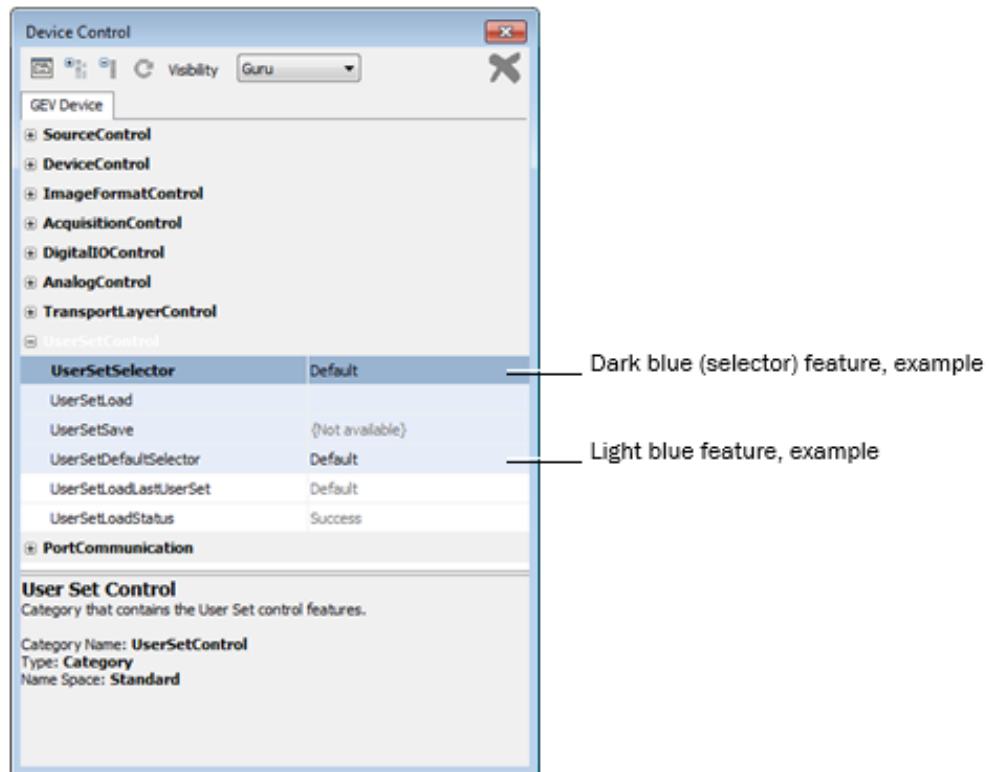 Device Control
Visibility Guru
GEV Device
SourceControl
DeviceControl
ImageFormatControl
AcquisitionControl
DigitalIOControl
AnalogControl
TransportLayerControl
UserSetControl
UserSetSelector Default
Dark blue (selector) feature, example
UserSetLoad
UserSetSave {Not available}
UserSetDefaultSelector Default
Light blue feature, example
UserSetLoadLastUserSet Default
UserSetLoadStatus Success
PortCommunication
User Set Control
Category that contains the User Set control features.
Category Name: UserSetControl
Type: Category
Name Space: Standard